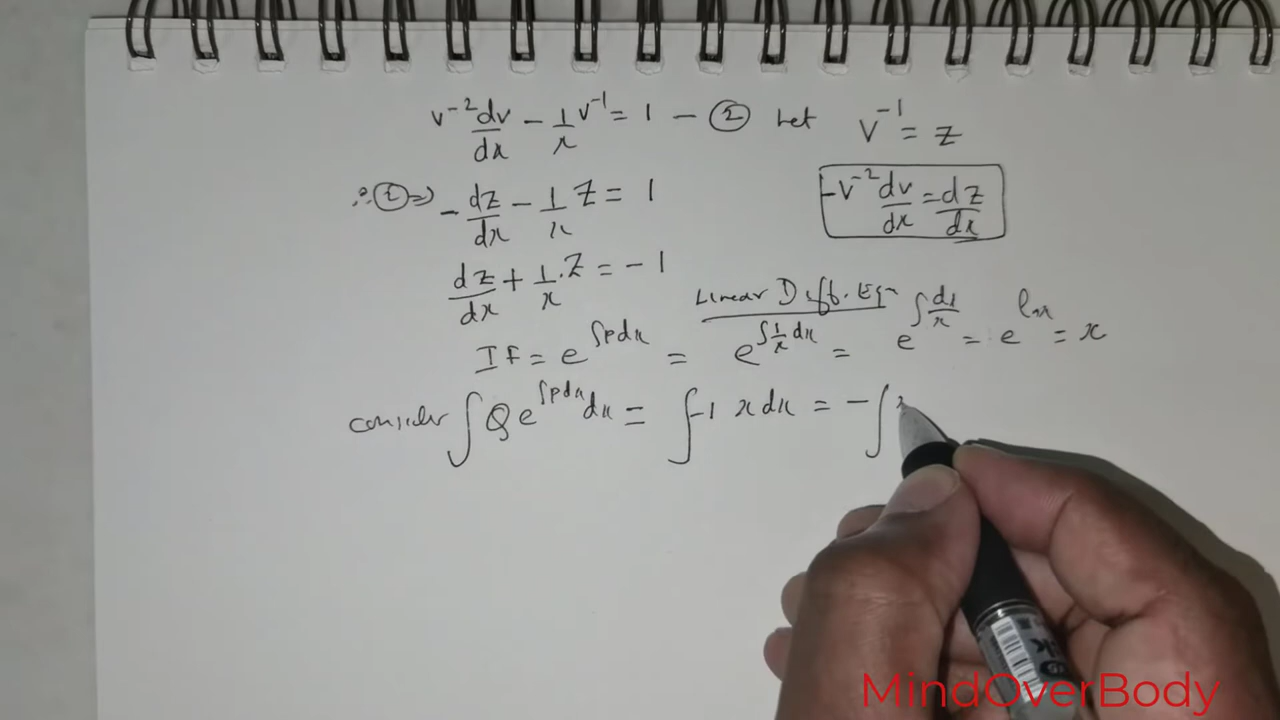 v⁻² dv/dx − 1/x v⁻¹ = 1 − ② Let v⁻¹ = z
∴ ② ⇒ − dz/dx − 1/x z = 1
−v⁻² dv/dx = dz/dx
dz/dx + 1/x . z = − 1
Linear Diff. Eqn
IF = e^∫pdx = e^∫1/x dx = e^∫dx/x = e^lnx = x
consider ∫ Q e^∫pdx dx = ∫ −1 x dx = − ∫ x
MindOverBody